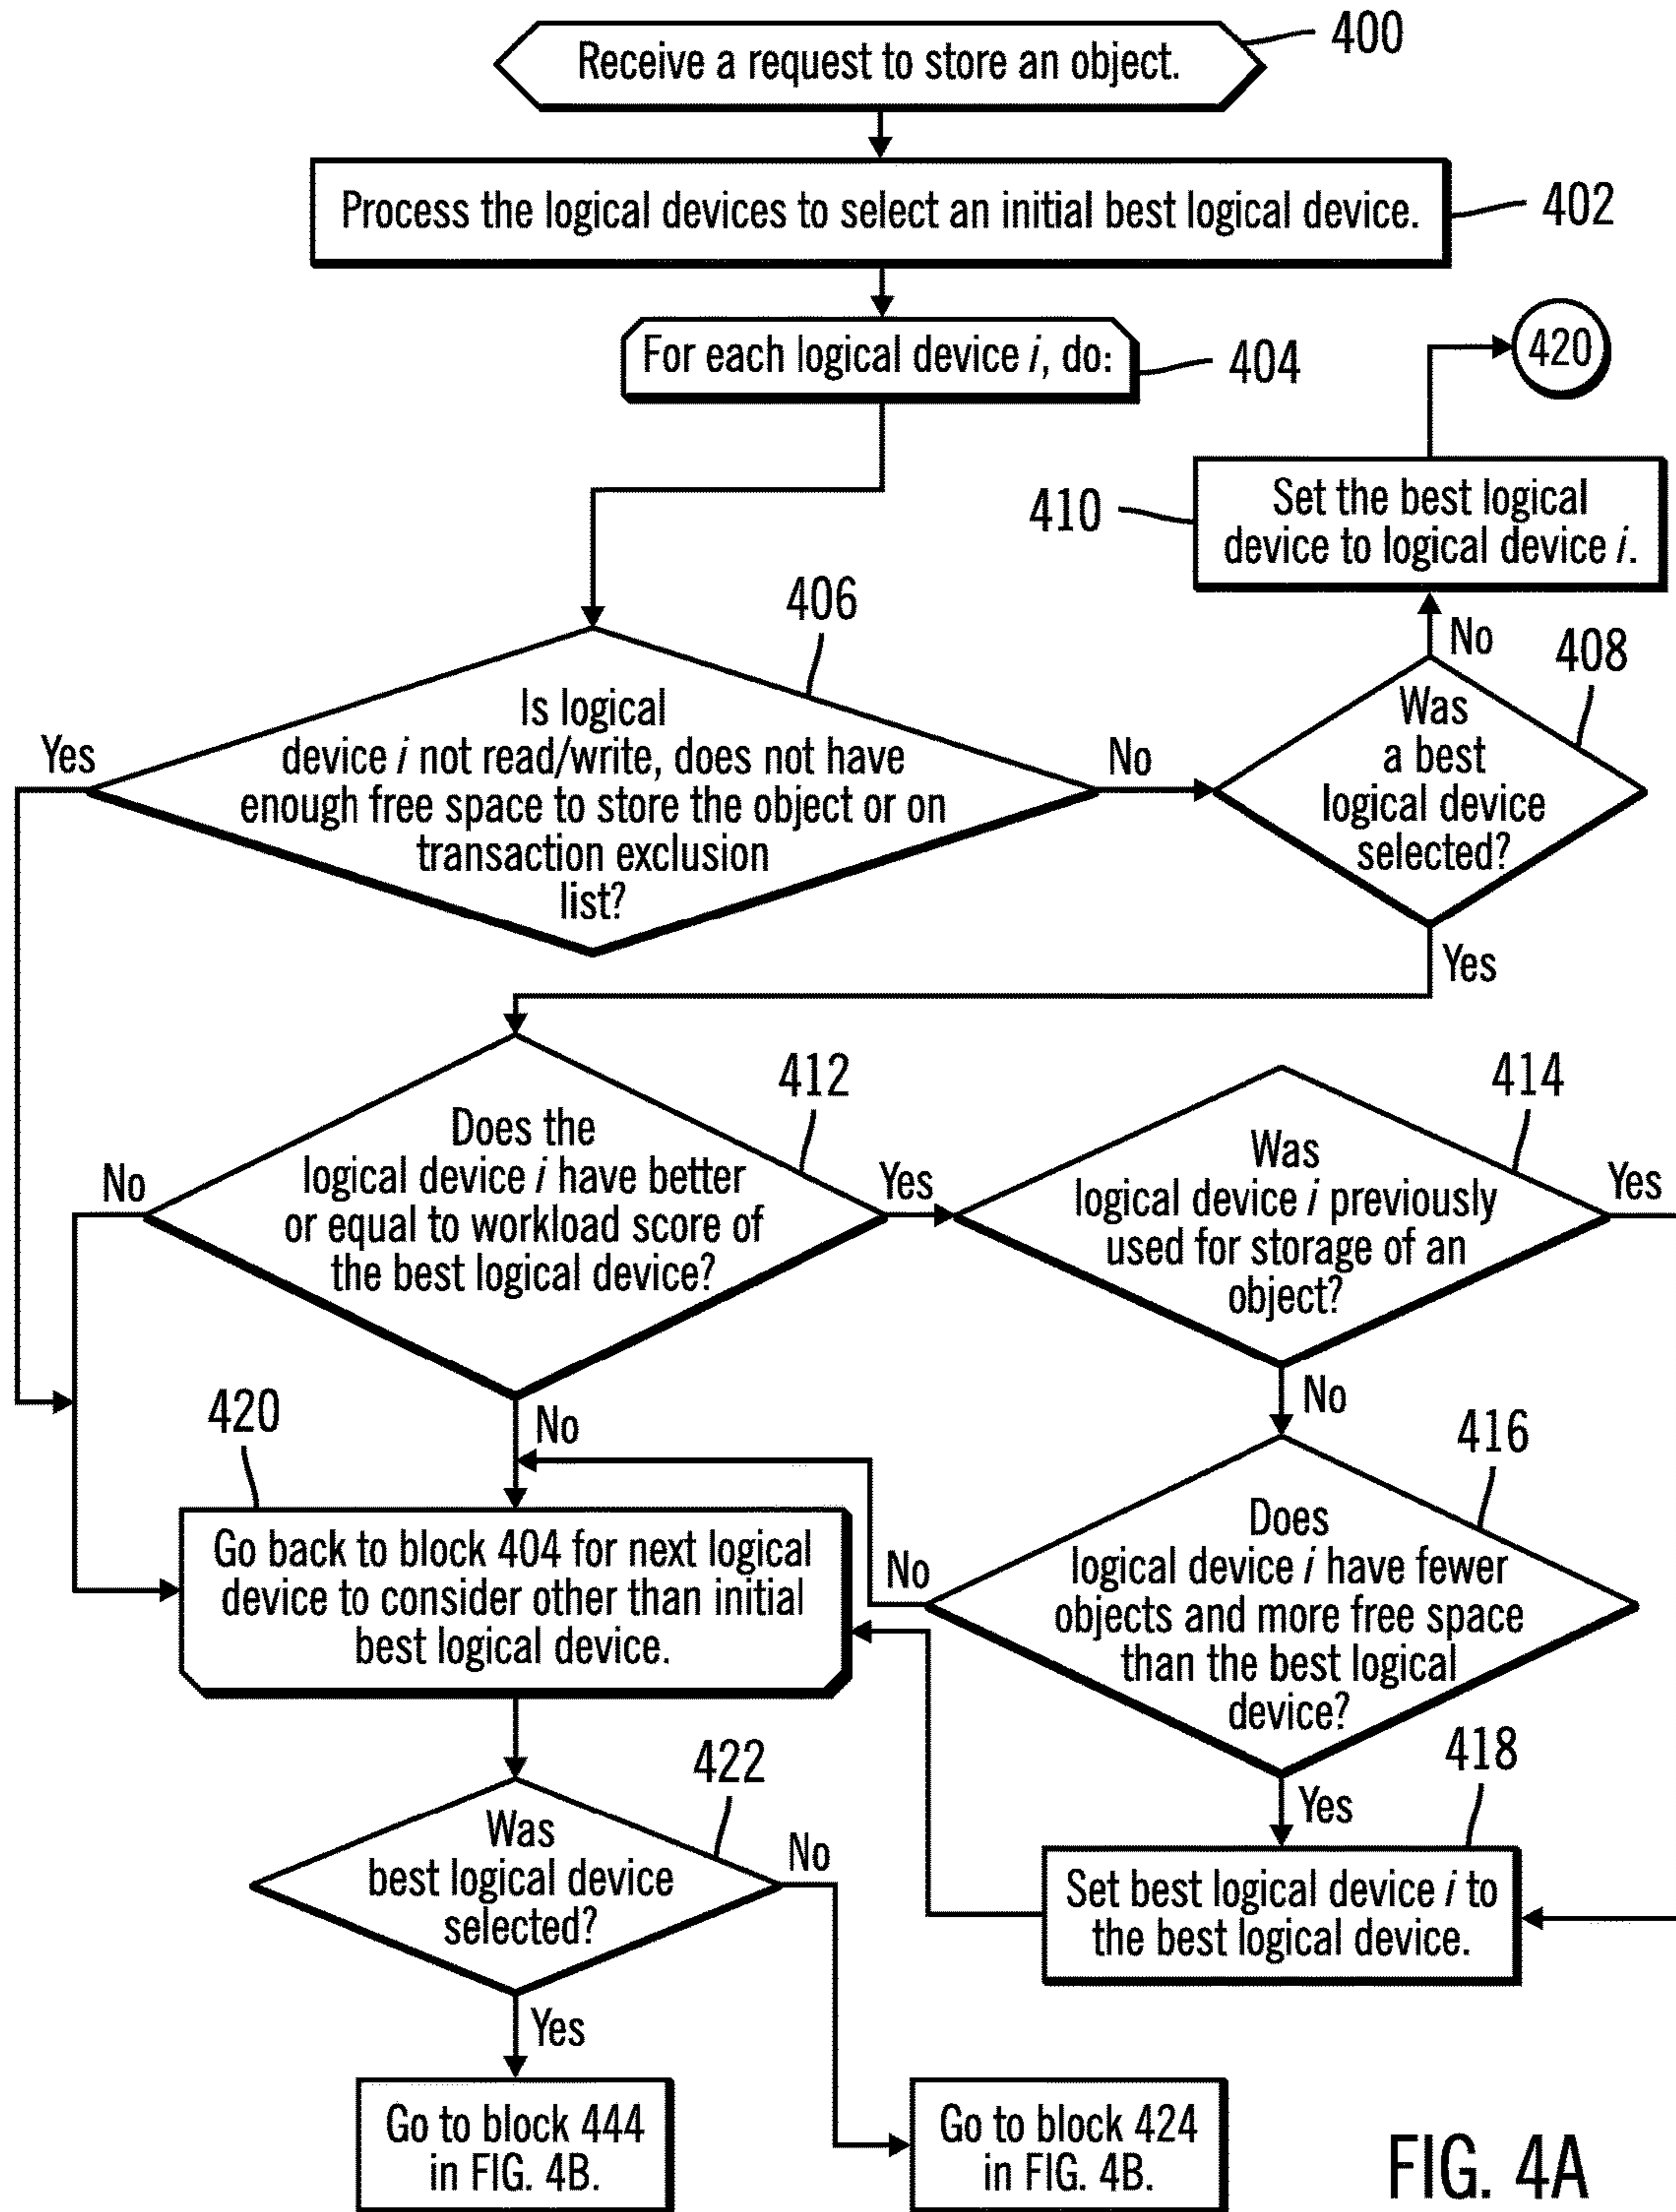 400
Receive a request to store an object.
Process the logical devices to select an initial best logical device.
402
For each logical device i, do:
404
420
410
Set the best logical
device to logical device i.
406
No
408
Is logical
device i not read/write, does not have
enough free space to store the object or on
transaction exclusion
list?
Yes
No
Was
a best
logical device
selected?
Yes
412
Does the
logical device i have better
or equal to workload score of
the best logical device?
No
Yes
414
Was
logical device i previously
used for storage of an
object?
Yes
No
No
420
Go back to block 404 for next logical
device to consider other than initial
best logical device.
416
Does
logical device i have fewer
objects and more free space
than the best logical
device?
No
Yes
418
Set best logical device i to
the best logical device.
422
Was
best logical device
selected?
No
Yes
Go to block 444
in FIG. 4B.
Go to block 424
in FIG. 4B.
FIG. 4A